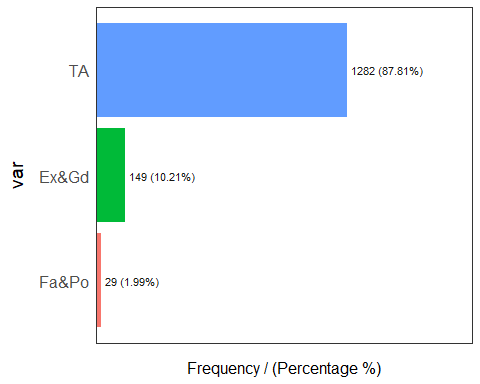 TA
1282 (87.81%)
var
Ex&Gd
149 (10.21%)
Fa&Po
29 (1.99%)
Frequency / (Percentage %)